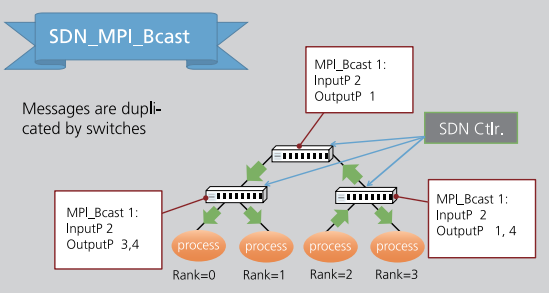 SDN_MPI_Bcast
Messages are dupli-
cated by switches
MPI_Bcast 1:
InputP 2
OutputP 1
SDN Ctlr.
MPI_Bcast 1:
InputP 2
OutputP 3,4
MPI_Bcast 1:
InputP 2
OutputP 1, 4
process
process
process
process
Rank=0
Rank=1
Rank=2
Rank=3